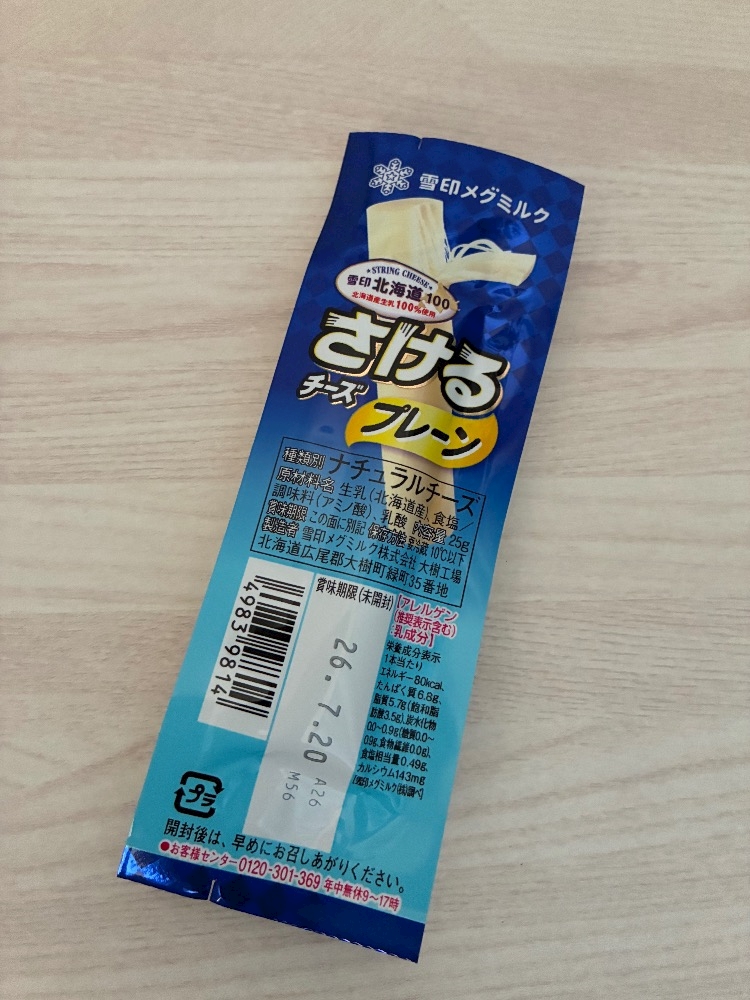 雪印メグミルク
★STRING CHEESE★
雪印北海道100
北海道産生乳100%使用
さける
チーズ
プレーン
種類別 ナチュラルチーズ
原材料名 生乳(北海道産)、食塩/
調味料(アミノ酸)、乳酸 内容量 25g
賞味期限 この面に別記 保存方法 要冷蔵10℃以下
製造者 雪印メグミルク株式会社 大樹工場
北海道広尾郡大樹町緑町35番地
4983 9814
賞味期限(未開封)
26.7.20
A26
M56
【アレルゲン
(推奨表示含む)
乳成分】
栄養成分表示
1本当たり
エネルギー80kcal、
たんぱく質6.8g、
脂質5.7g(飽和脂
肪酸3.5g)、炭水化物
0.0~0.9g(糖質0.0~
0.9g、食物繊維0.0g)、
食塩相当量0.49g、
カルシウム143mg
[雪印メグミルク(株)調べ]
プラ
開封後は、早めにお召しあがりください。
●お客様センター0120-301-369 年中無休9~17時